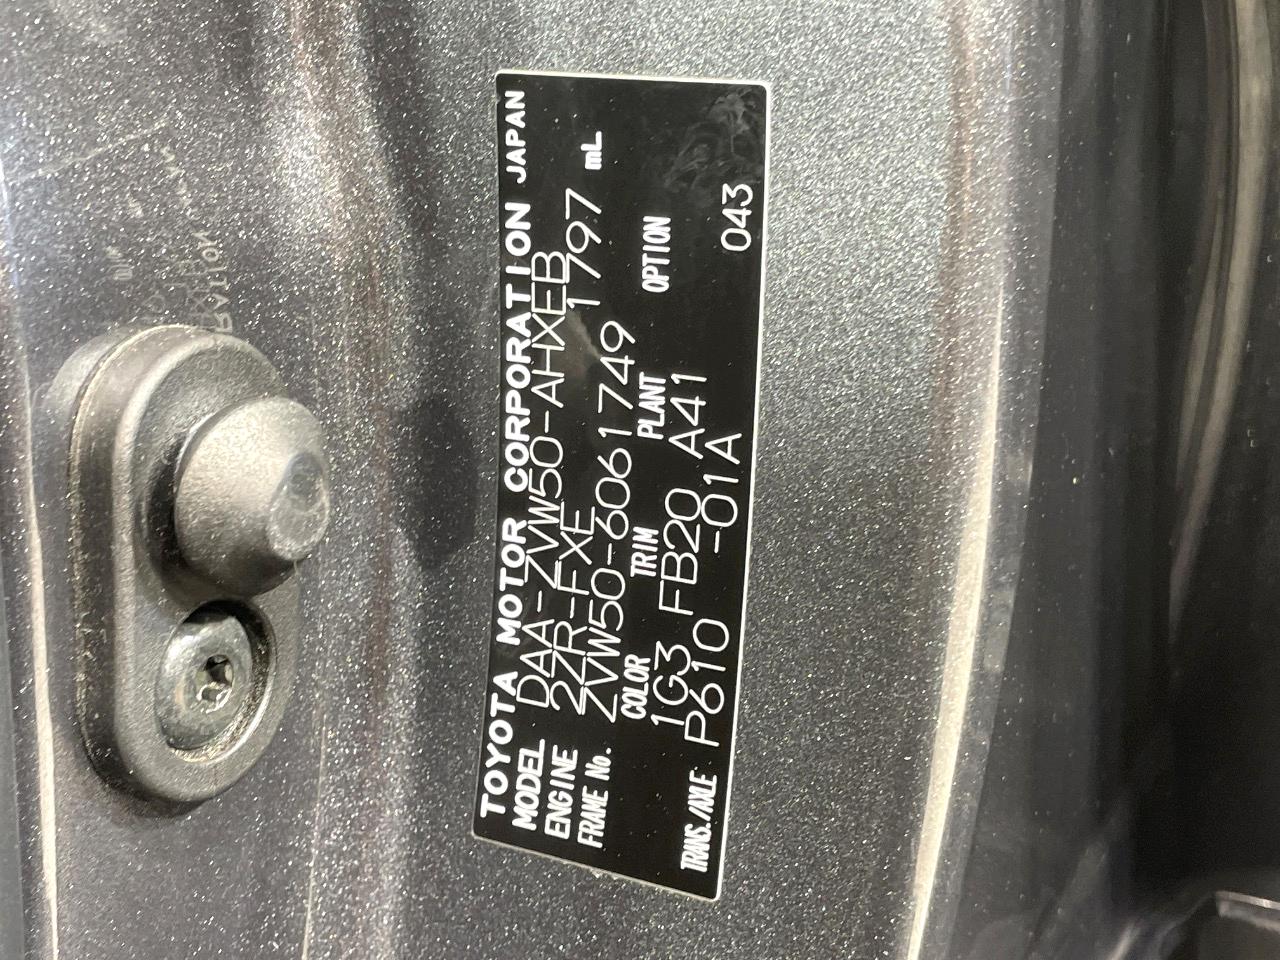 TOYOTA MOTOR CORPORATION JAPAN
MODEL DAA-ZVW50-AHXEB
ENGINE 2ZR-FXE 1797 mL
FRAME No. ZVW50-6061749
COLOR TRIM PLANT OPTION
1G3 FB20 A41
TRANS./AXLE P610 -01A 043